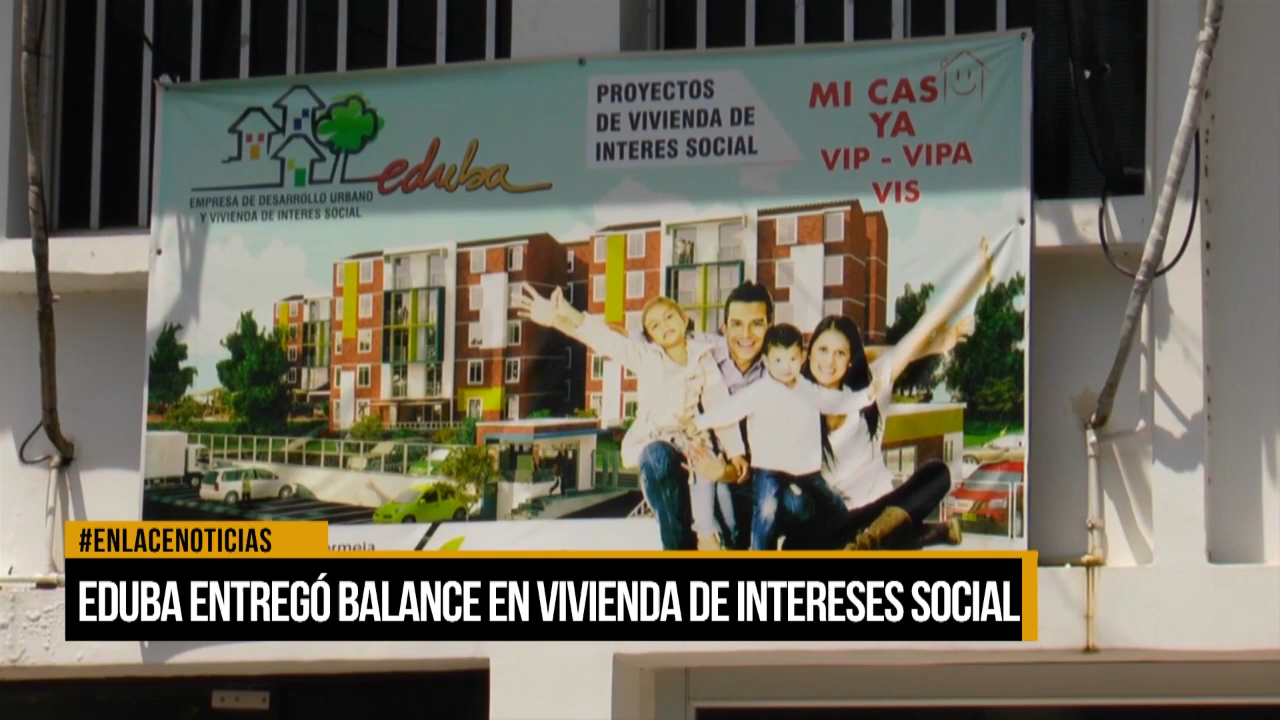 eduba
EMPRESA DE DESARROLLO URBANO
Y VIVIENDA DE INTERES SOCIAL
PROYECTOS
DE VIVIENDA DE
INTERES SOCIAL
MI CASA
YA
VIP - VIPA
VIS
#ENLACENOTICIAS
EDUBA ENTREGÓ BALANCE EN VIVIENDA DE INTERESES SOCIAL